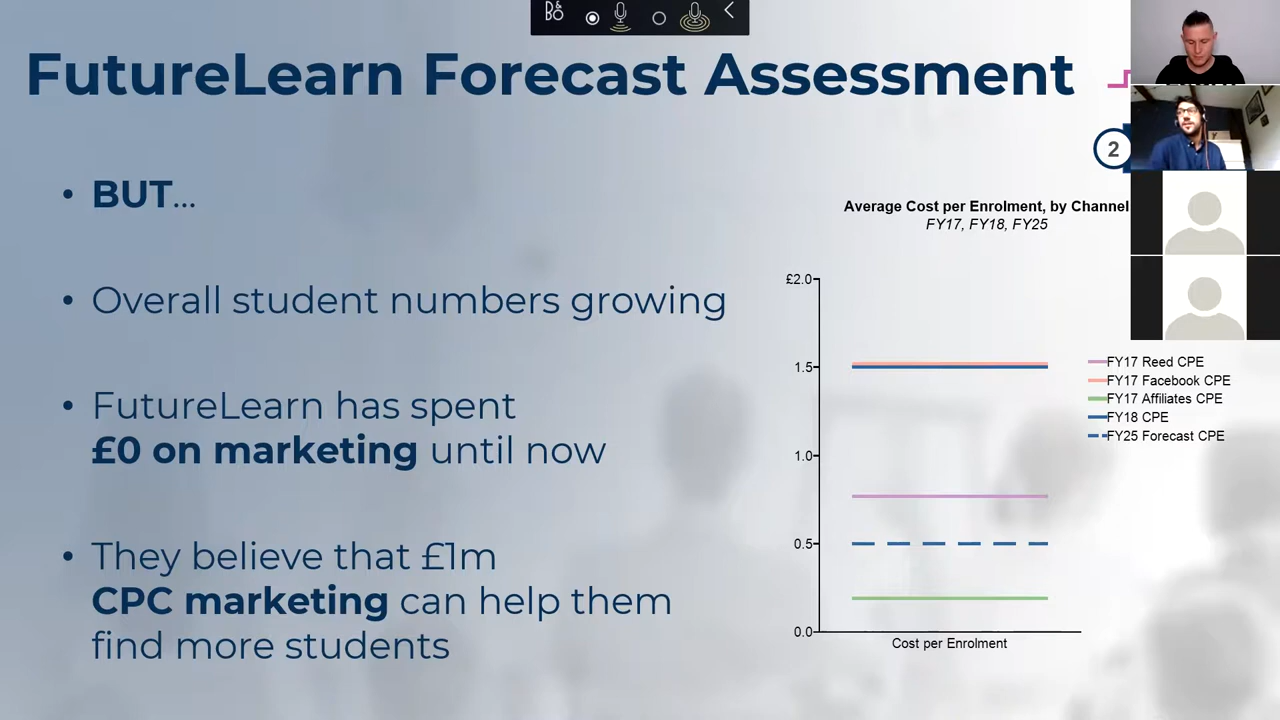 D&
BO
FutureLearn Forecast Assessment
2
• BUT...
• Overall student numbers growing
• FutureLearn has spent
£0 on marketing until now
• They believe that £1m
CPC marketing can help them
find more students
Average Cost per Enrolment, by Channel
FY17, FY18, FY25
£2.0
1.5
1.0
0.5
0.0
Cost per Enrolment
FY17 Reed CPE
FY17 Facebook CPE
FY17 Affiliates CPE
FY18 CPE
FY25 Forecast CPE